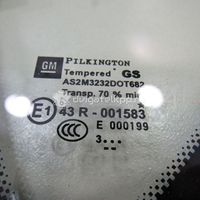 GM PILKINGTON
Tempered GS
AS2M3232DOT682
Transp. 70 % min
E1 43 R - 001583
CCC E 000199
3...